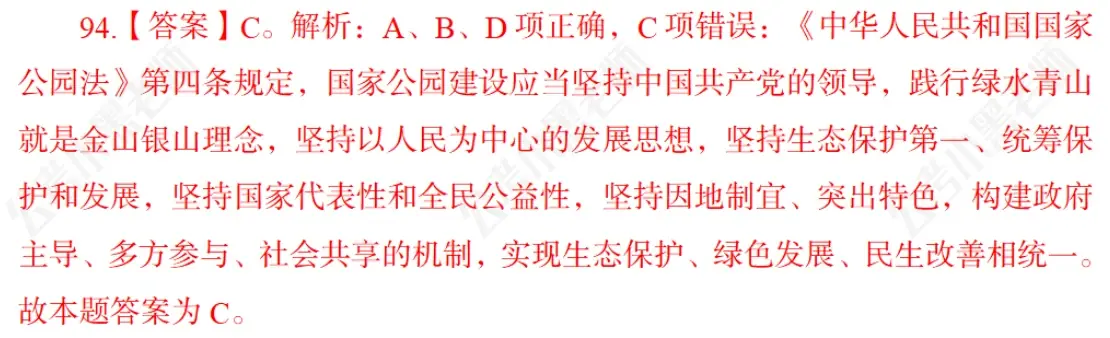 94.【答案】C。解析：A、B、D 项正确，C 项错误：《中华人民共和国国家
公园法》第四条规定，国家公园建设应当坚持中国共产党的领导，践行绿水青山
就是金山银山理念，坚持以人民为中心的发展思想，坚持生态保护第一、统筹保
护和发展，坚持国家代表性和全民公益性，坚持因地制宜、突出特色，构建政府
主导、多方参与、社会共享的机制，实现生态保护、绿色发展、民生改善相统一。
故本题答案为 C。